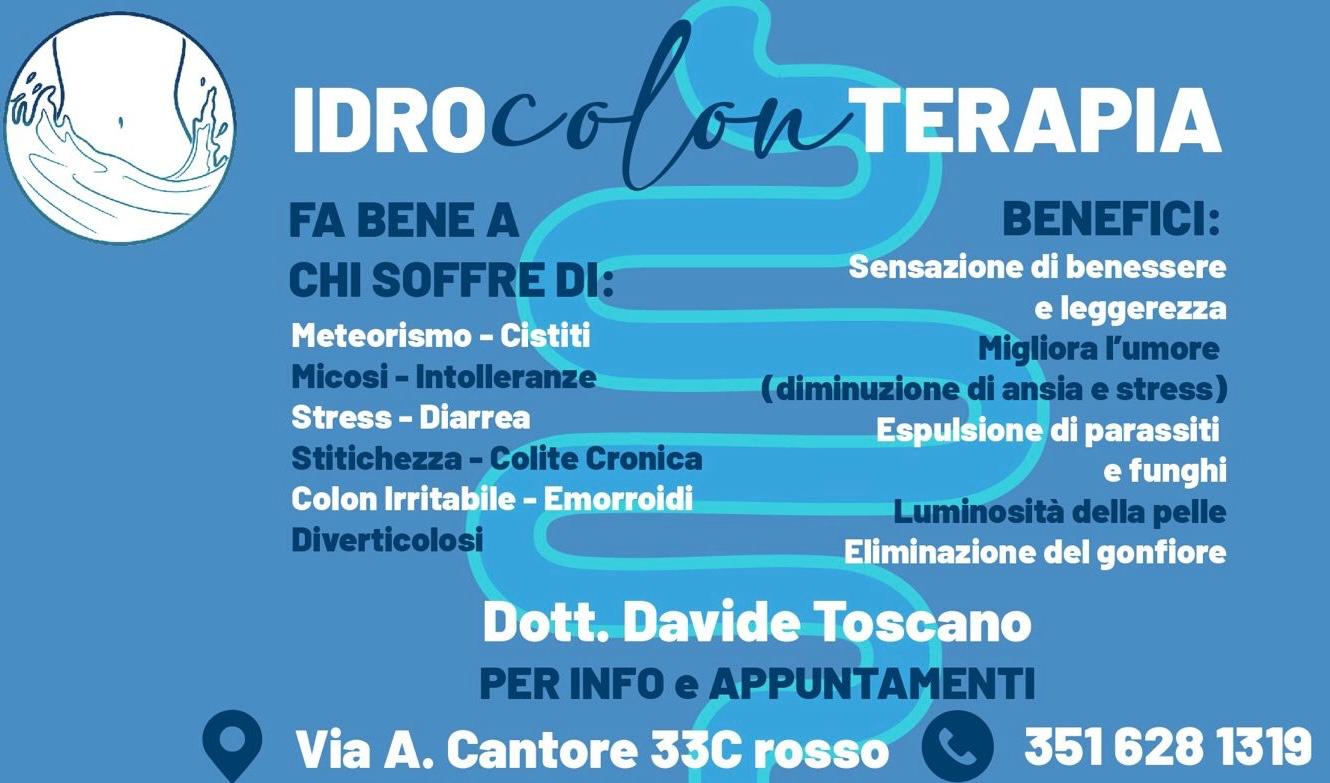 IDROcolonTERAPIA
FA BENE A
CHI SOFFRE DI:
Meteorismo - Cistiti
Micosi - Intolleranze
Stress - Diarrea
Stitichezza - Colite Cronica
Colon Irritabile - Emorroidi
Diverticolosi
BENEFICI:
Sensazione di benessere
e leggerezza
Migliora l'umore
(diminuzione di ansia e stress)
Espulsione di parassiti
e funghi
Luminosità della pelle
Eliminazione del gonfiore
Dott. Davide Toscano
PER INFO e APPUNTAMENTI
Via A. Cantore 33C rosso
351 628 1319